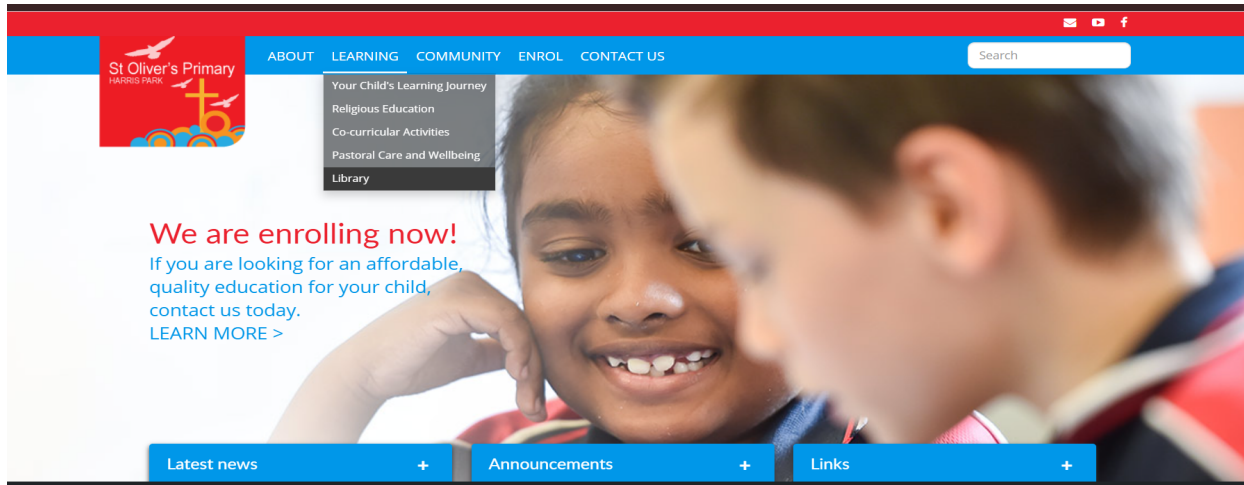 St Oliver's Primary
HARRIS PARK
ABOUT LEARNING COMMUNITY ENROL CONTACT US
Search
Your Child's Learning Journey
Religious Education
Co-curricular Activities
Pastoral Care and Wellbeing
Library
We are enrolling now!
If you are looking for an affordable,
quality education for your child,
contact us today.
LEARN MORE >
Latest news +
Announcements +
Links +